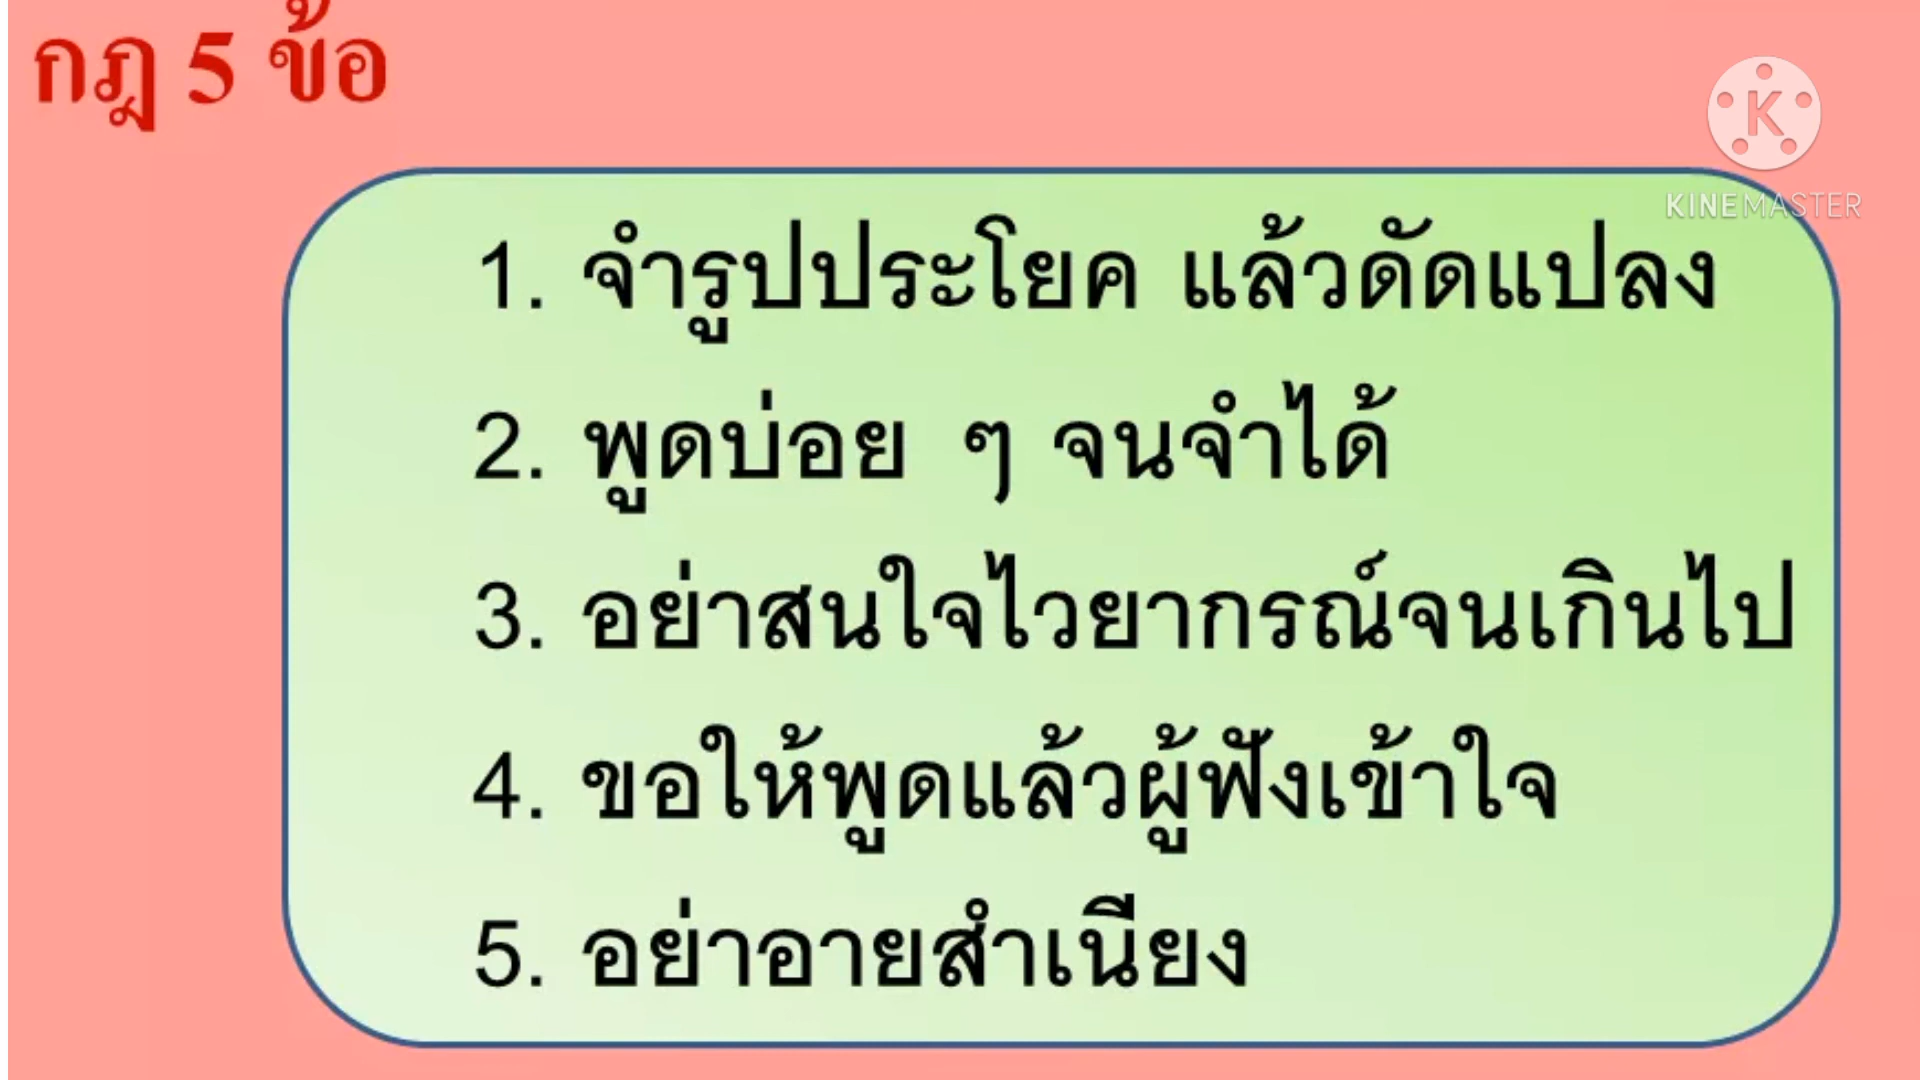 กฎ 5 ข้อ
KINEMASTER
1. จำรูปประโยค แล้วดัดแปลง
2. พูดบ่อย ๆ จนจำได้
3. อย่าสนใจไวยากรณ์จนเกินไป
4. ขอให้พูดแล้วผู้ฟังเข้าใจ
5. อย่าอายสำเนียง